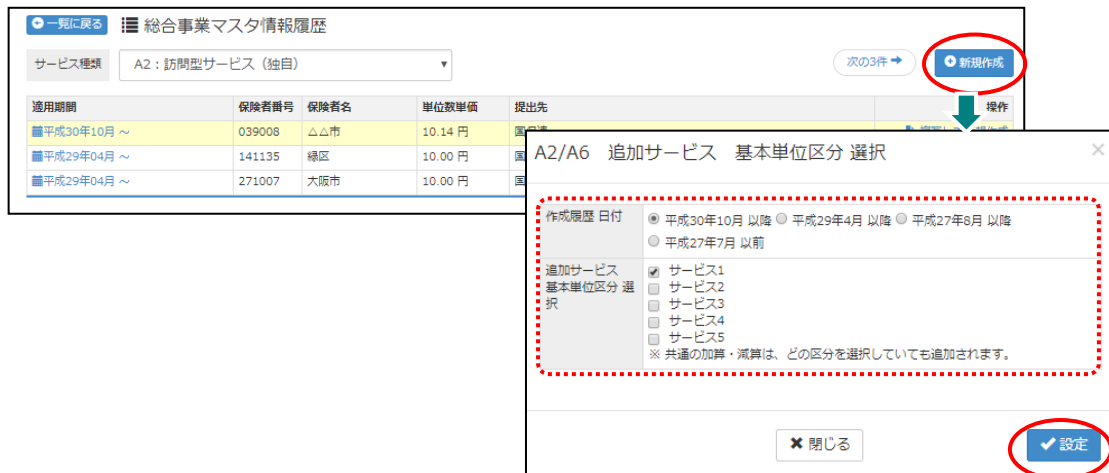 一覧に戻る 総合事業マスタ情報履歴
サービス種類 A2：訪問型サービス（独自） 次の3件 新規作成
適用期間 保険者番号 保険者名 単位数単価 提出先 操作
平成30年10月 ～ 039008 △△市 10.14 円
平成29年04月 ～ 141135 緑区 10.00 円
平成29年04月 ～ 271007 大阪市 10.00 円
A2/A6 追加サービス 基本単位区分 選択 ×
作成履歴 日付 平成30年10月 以降 平成29年4月 以降 平成27年8月 以降
平成27年7月 以前
追加サービス
基本単位区分 選
択
サービス1
サービス2
サービス3
サービス4
サービス5
※ 共通の加算・減算は、どの区分を選択していても追加されます。
閉じる 設定